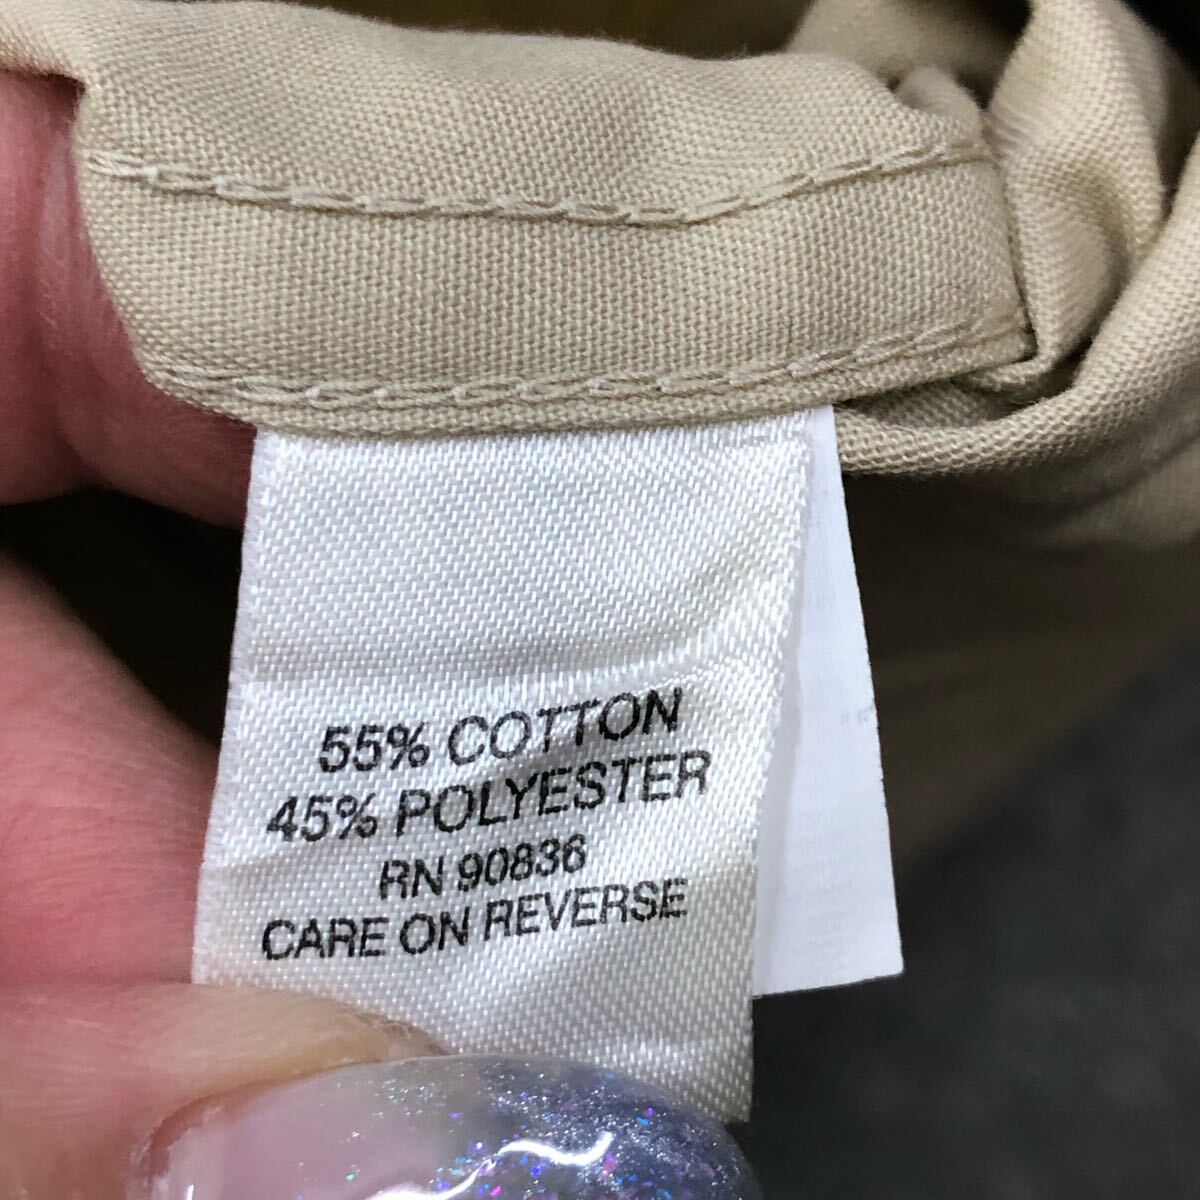 55% COTTON
45% POLYESTER
RN 90836
CARE ON REVERSE